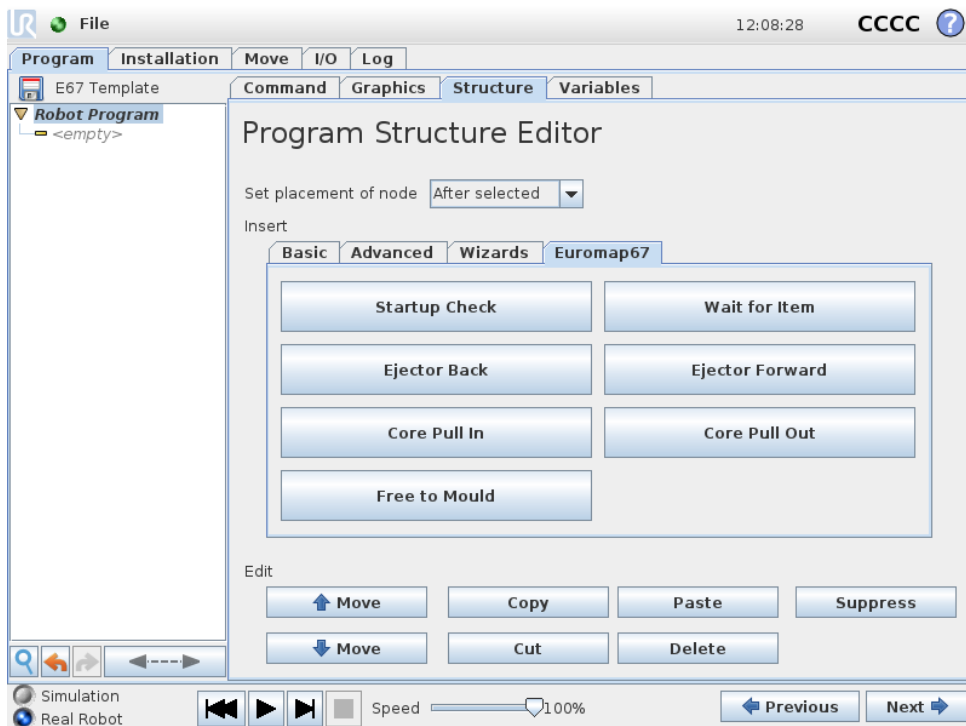 UR File 12:08:28 CCCC ?
Program Installation Move I/O Log
E67 Template Command Graphics Structure Variables
Robot Program
<empty>
Program Structure Editor
Set placement of node After selected
Insert
Basic Advanced Wizards Euromap67
Startup Check Wait for Item
Ejector Back Ejector Forward
Core Pull In Core Pull Out
Free to Mould
Edit
Move Copy Paste Suppress
Move Cut Delete
Simulation
Real Robot
Speed 100% Previous Next